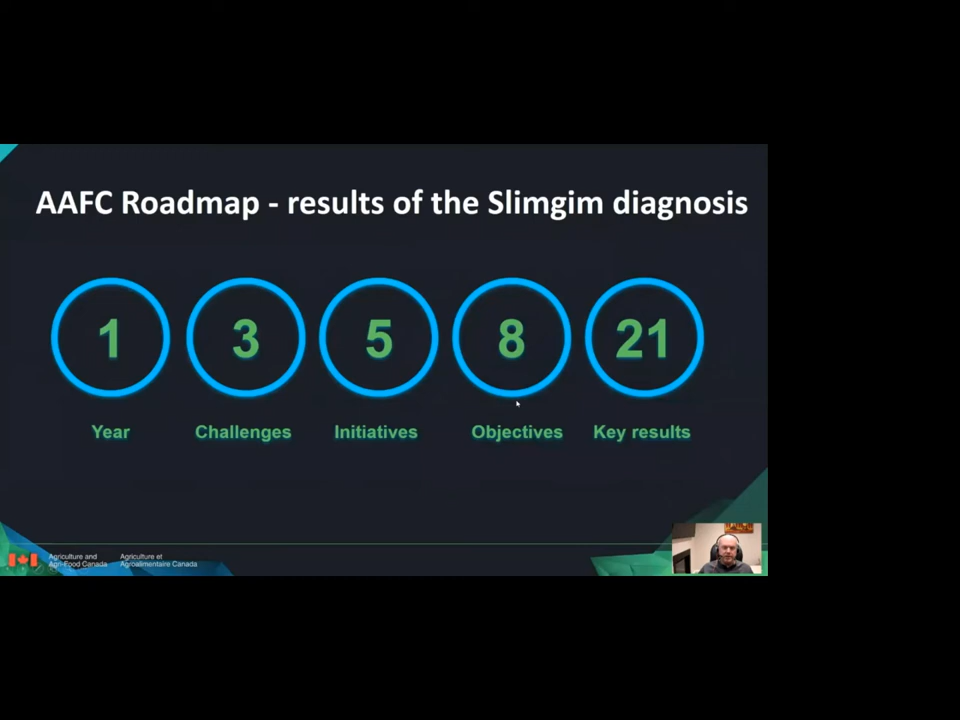 AAFC Roadmap - results of the Slimgim diagnosis
1 3 5 8 21
Year Challenges Initiatives Objectives Key results
Agriculture and Agriculture et
Agri-Food Canada Agroalimentaire Canada